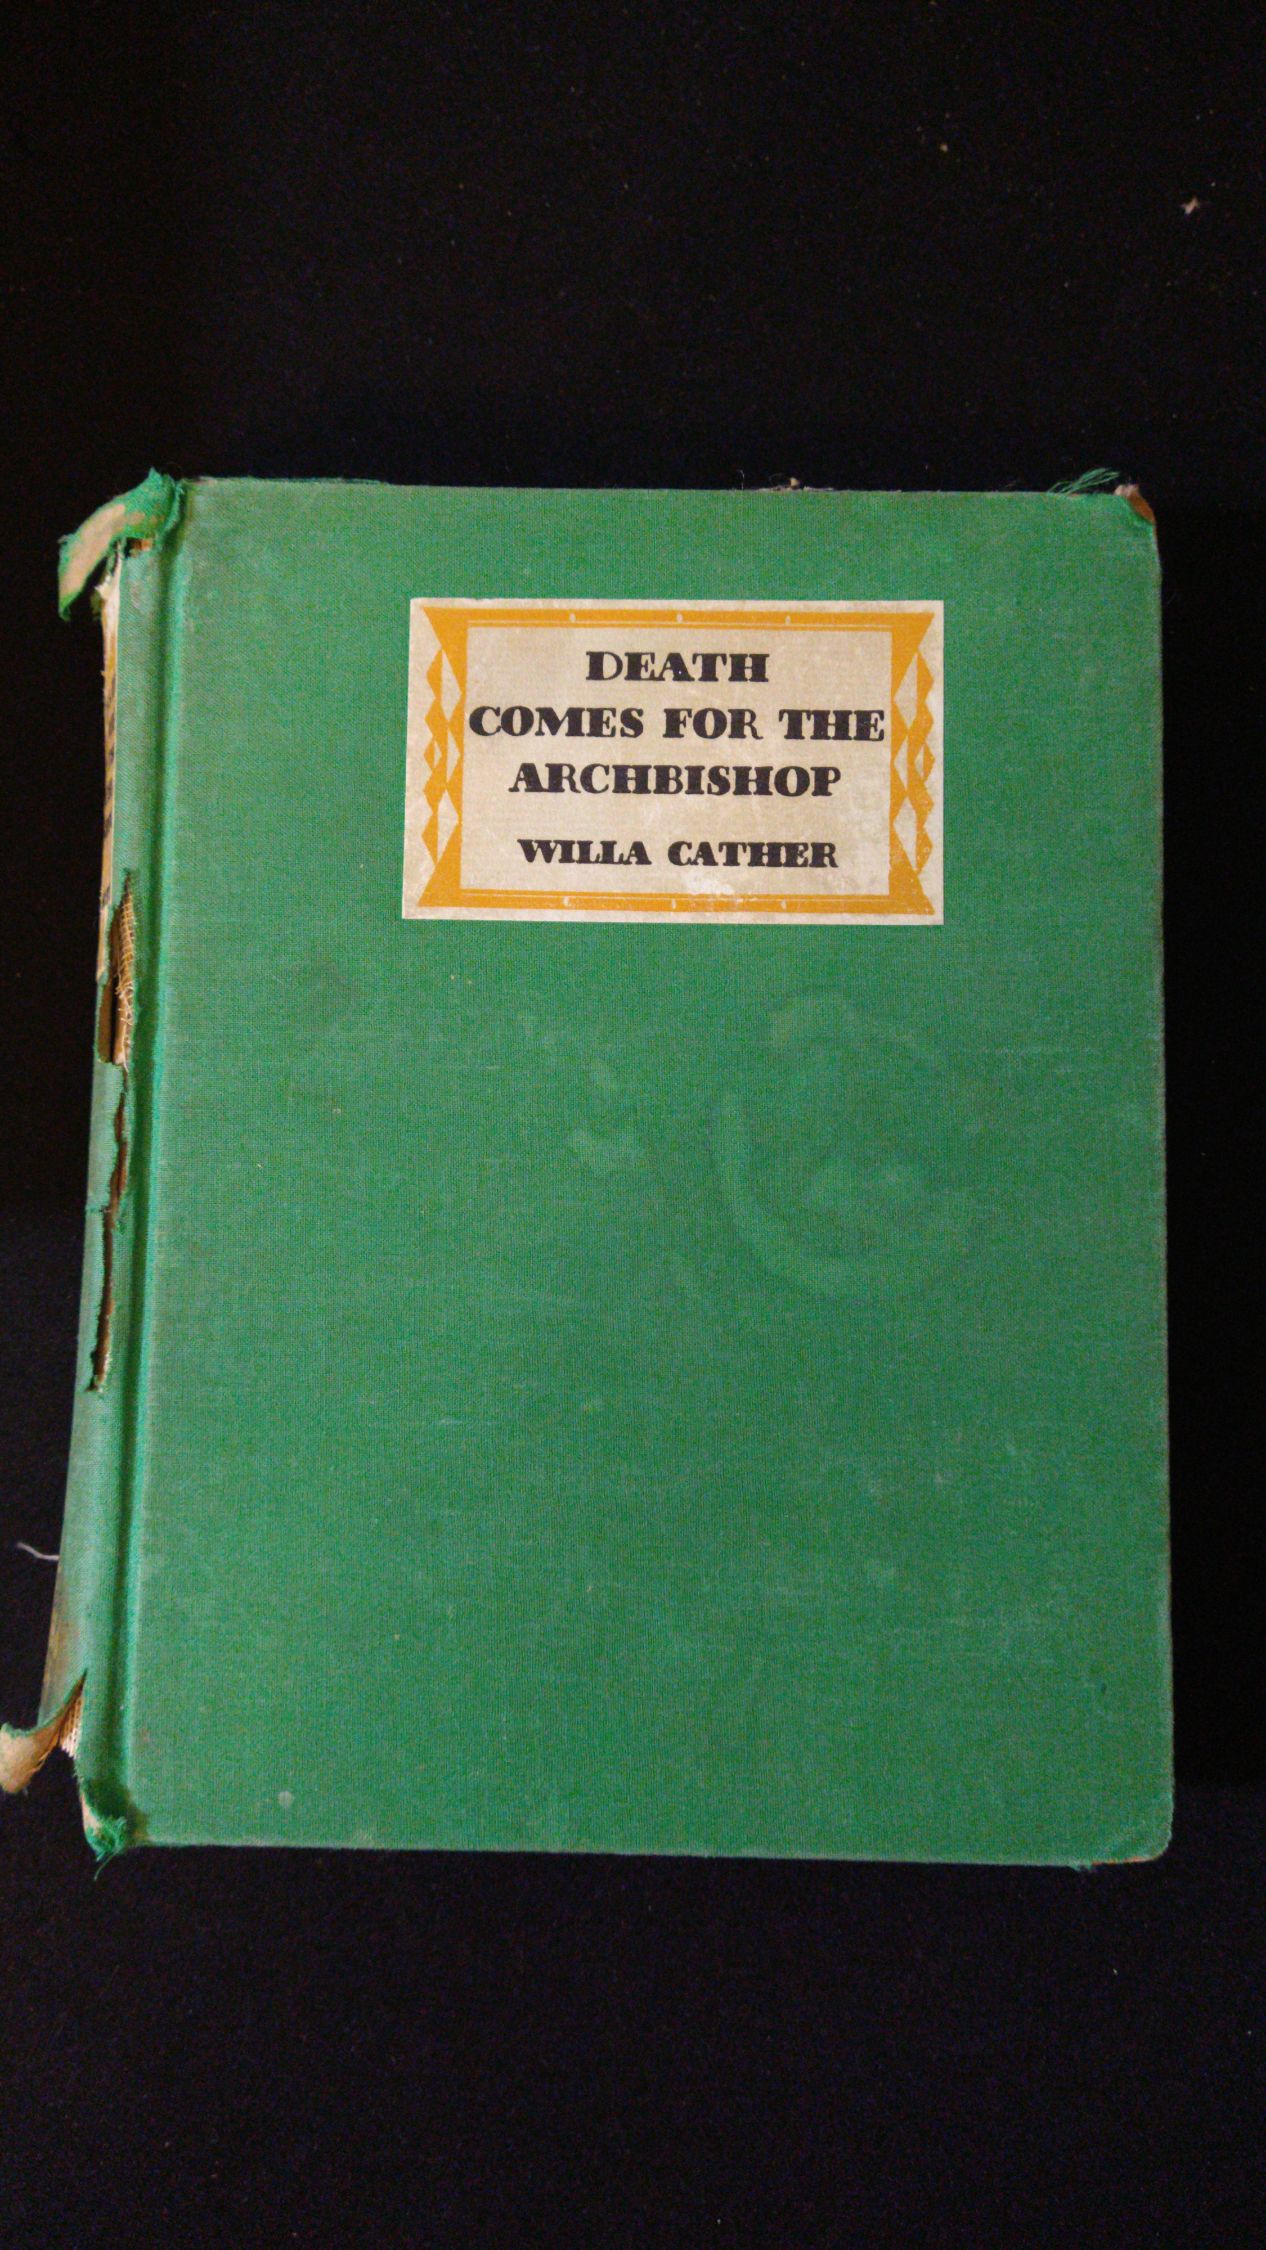 DEATH
COMES FOR THE
ARCHBISHOP
WILLA CATHER